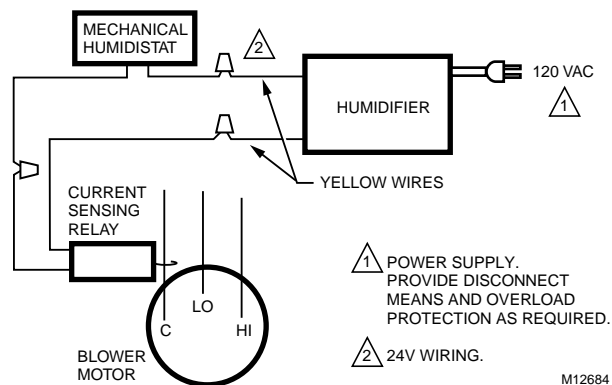 MECHANICAL
HUMIDISTAT
2
HUMIDIFIER
120 VAC
1
YELLOW WIRES
CURRENT
SENSING
RELAY
LO
C
HI
BLOWER
MOTOR
1 POWER SUPPLY.
PROVIDE DISCONNECT
MEANS AND OVERLOAD
PROTECTION AS REQUIRED.
2 24V WIRING.
M12684